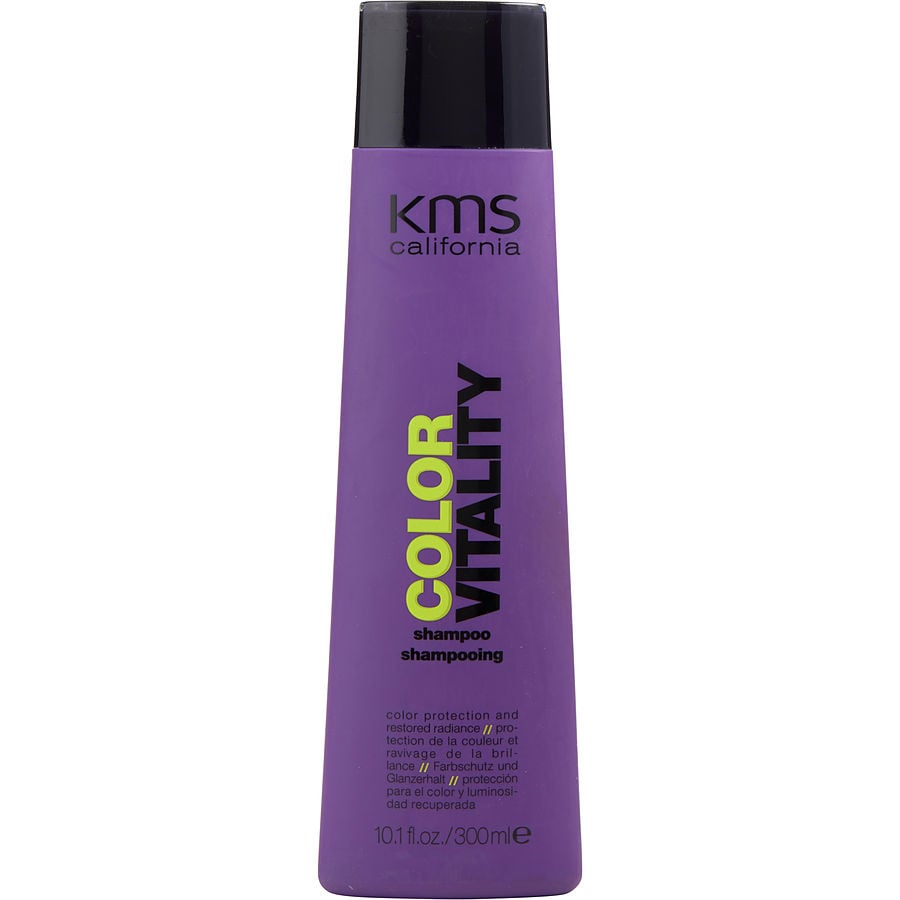 kms
california
COLOR
VITALITY
shampoo
shampooing
color protection and
restored radiance // pro-
tection de la couleur et
ravivage de la bril-
lance // Farbschutz und
Glanzerhalt // protección
para el color y luminosi-
dad recuperada
10.1 fl.oz./300ml℮